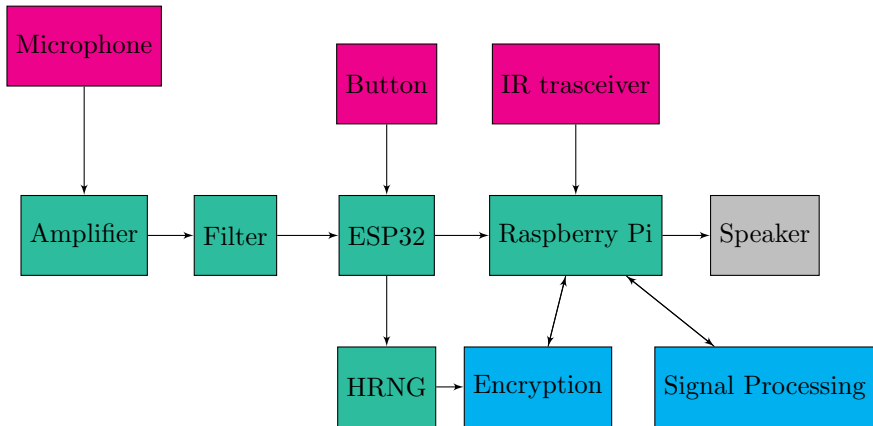 Microphone
Button
IR trasceiver
Amplifier
Filter
ESP32
Raspberry Pi
Speaker
HRNG
Encryption
Signal Processing